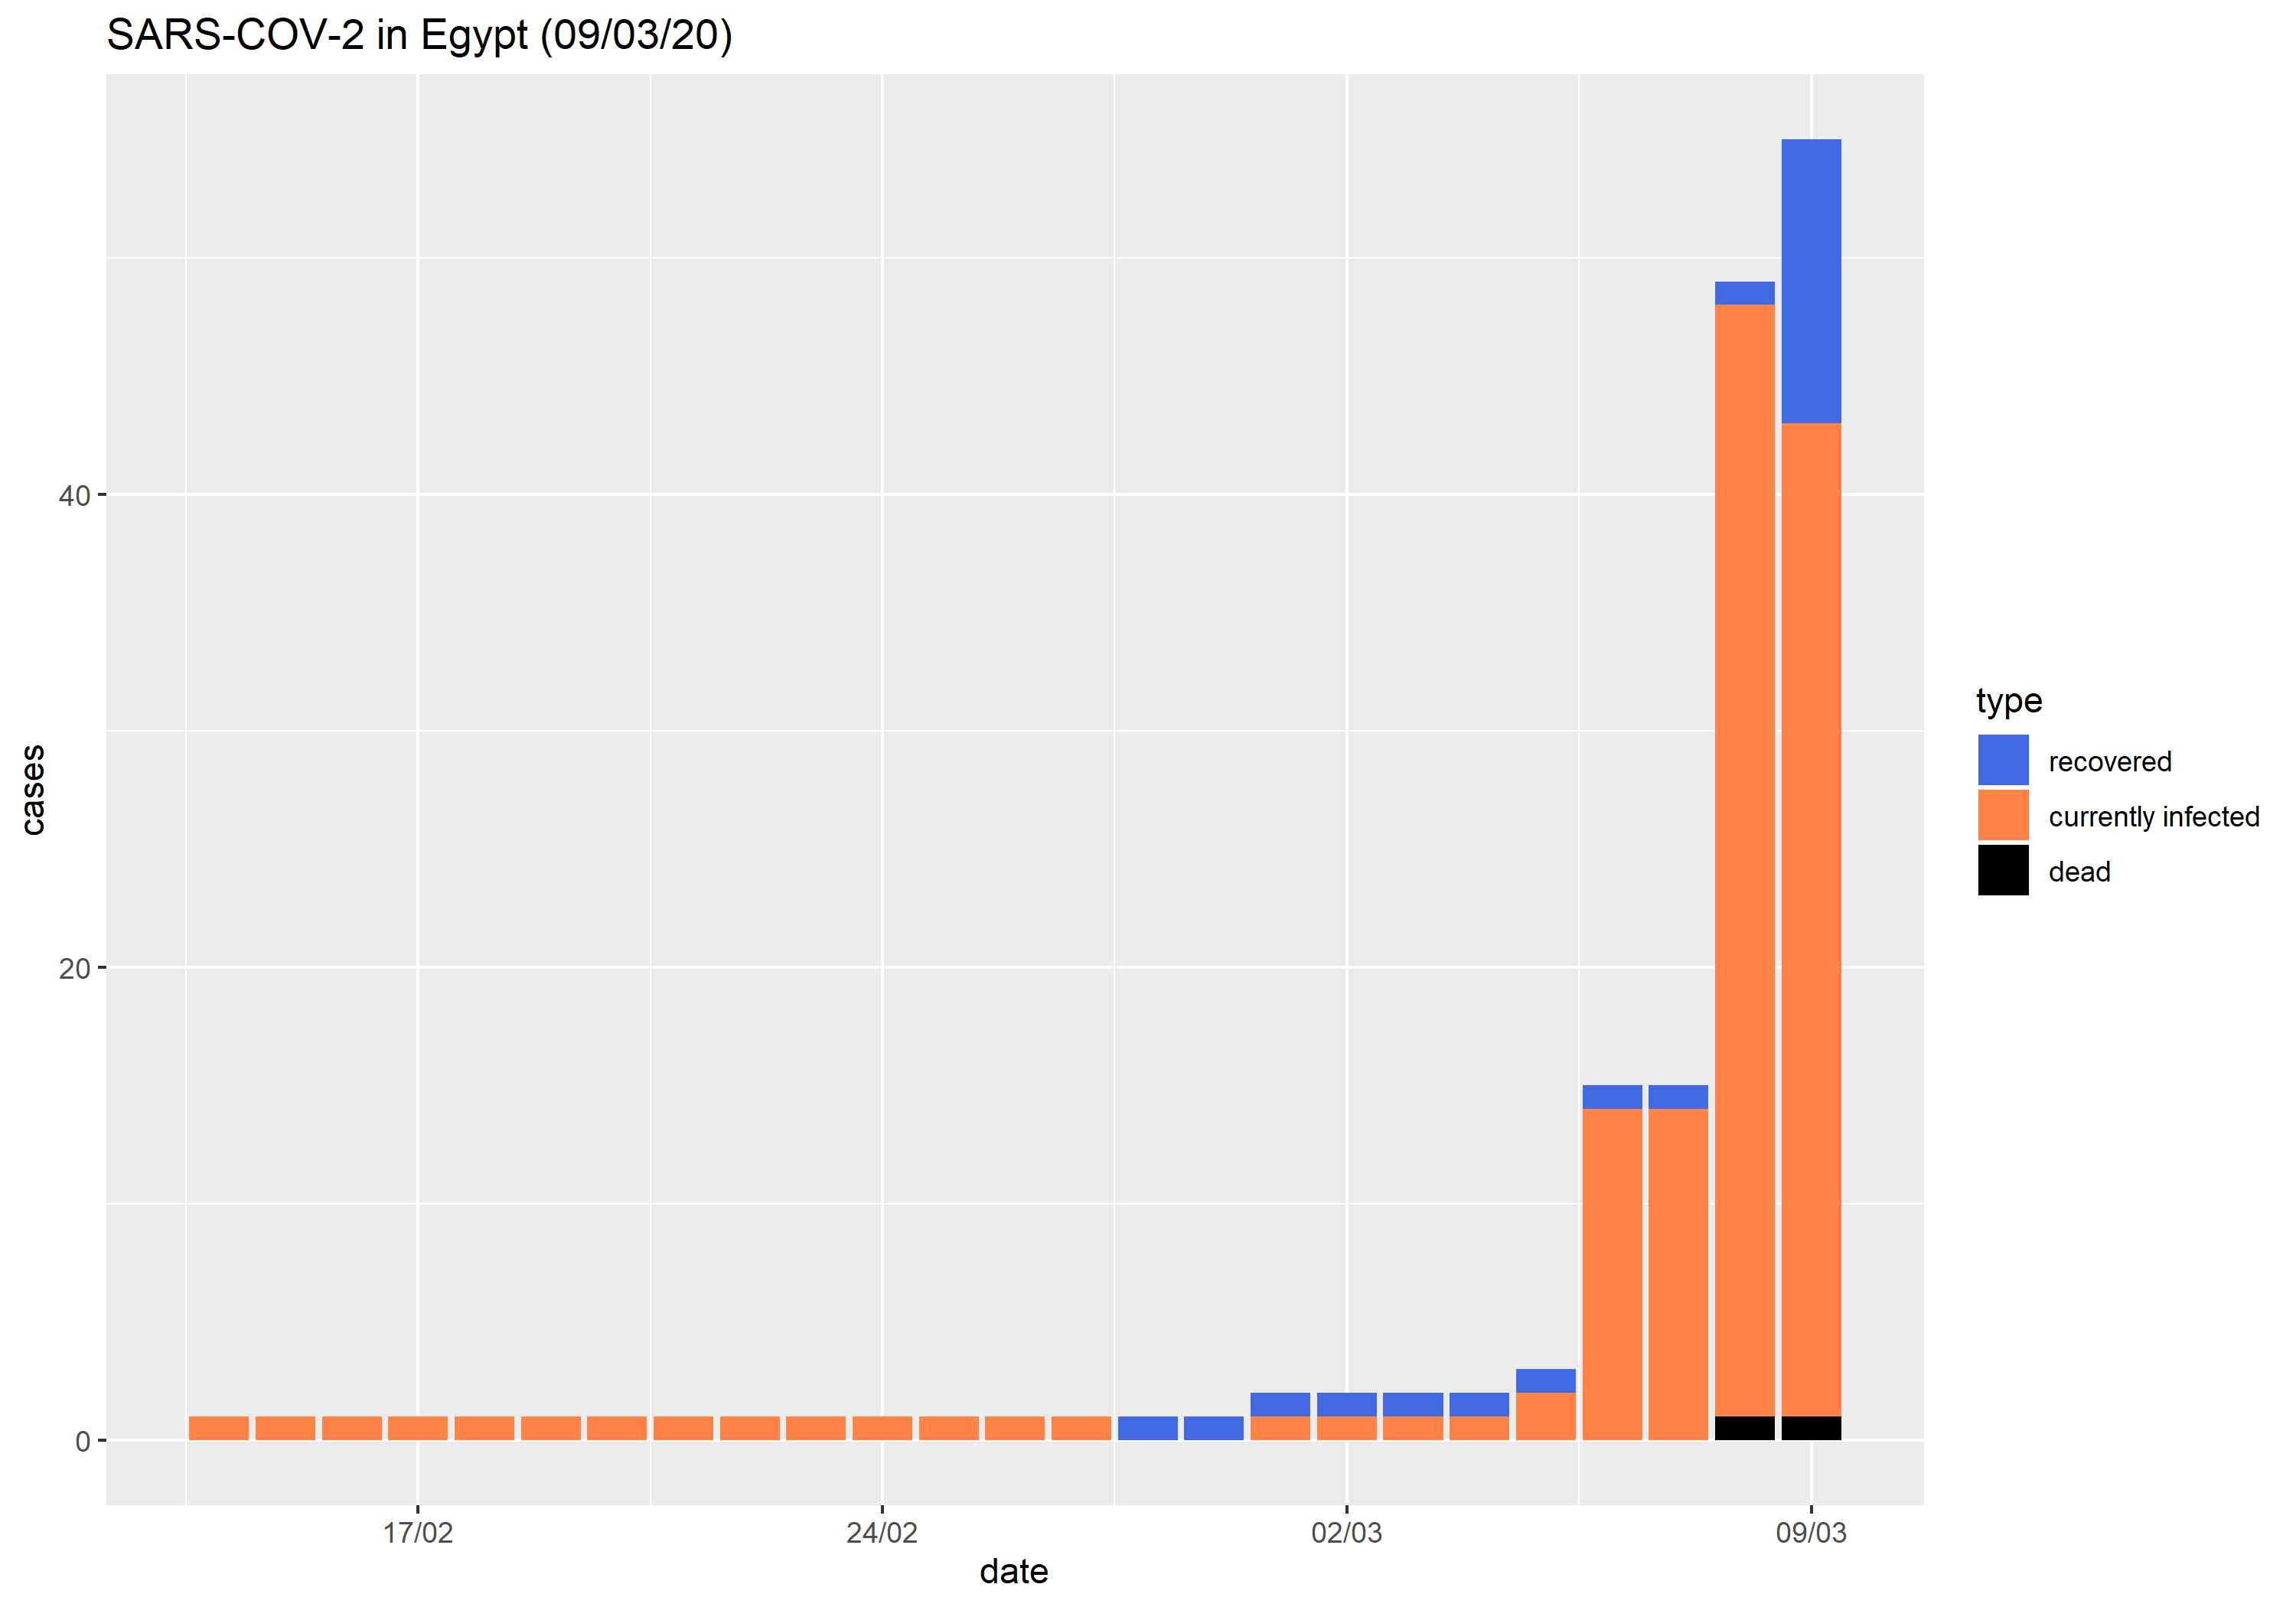 SARS-COV-2 in Egypt (09/03/20)
cases
40
20
0
17/02 24/02 02/03 09/03
date
type
recovered
currently infected
dead